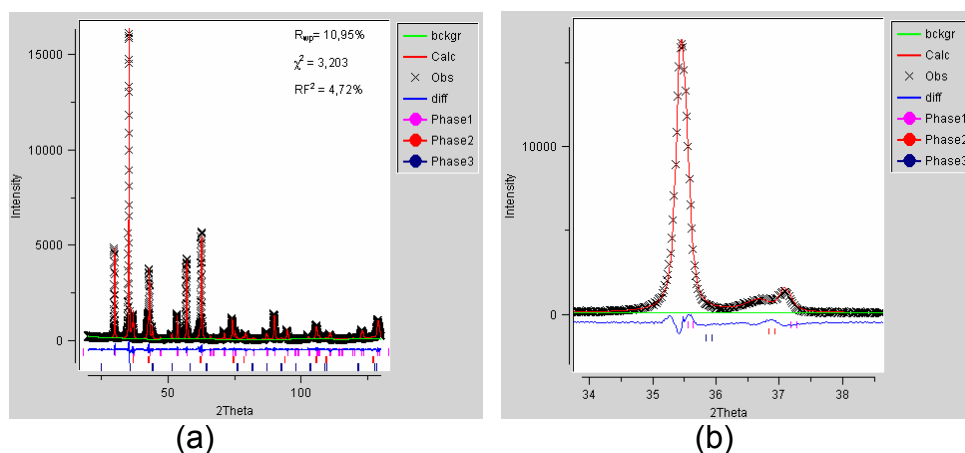 15000
10000
5000
0
Intensity
50
100
2Theta
R_wp= 10,95%
χ² = 3,203
RF² = 4,72%
bckgr
Calc
Obs
diff
Phase1
Phase2
Phase3
(a)
10000
0
Intensity
34
35
36
37
38
2Theta
bckgr
Calc
Obs
diff
Phase1
Phase2
Phase3
(b)